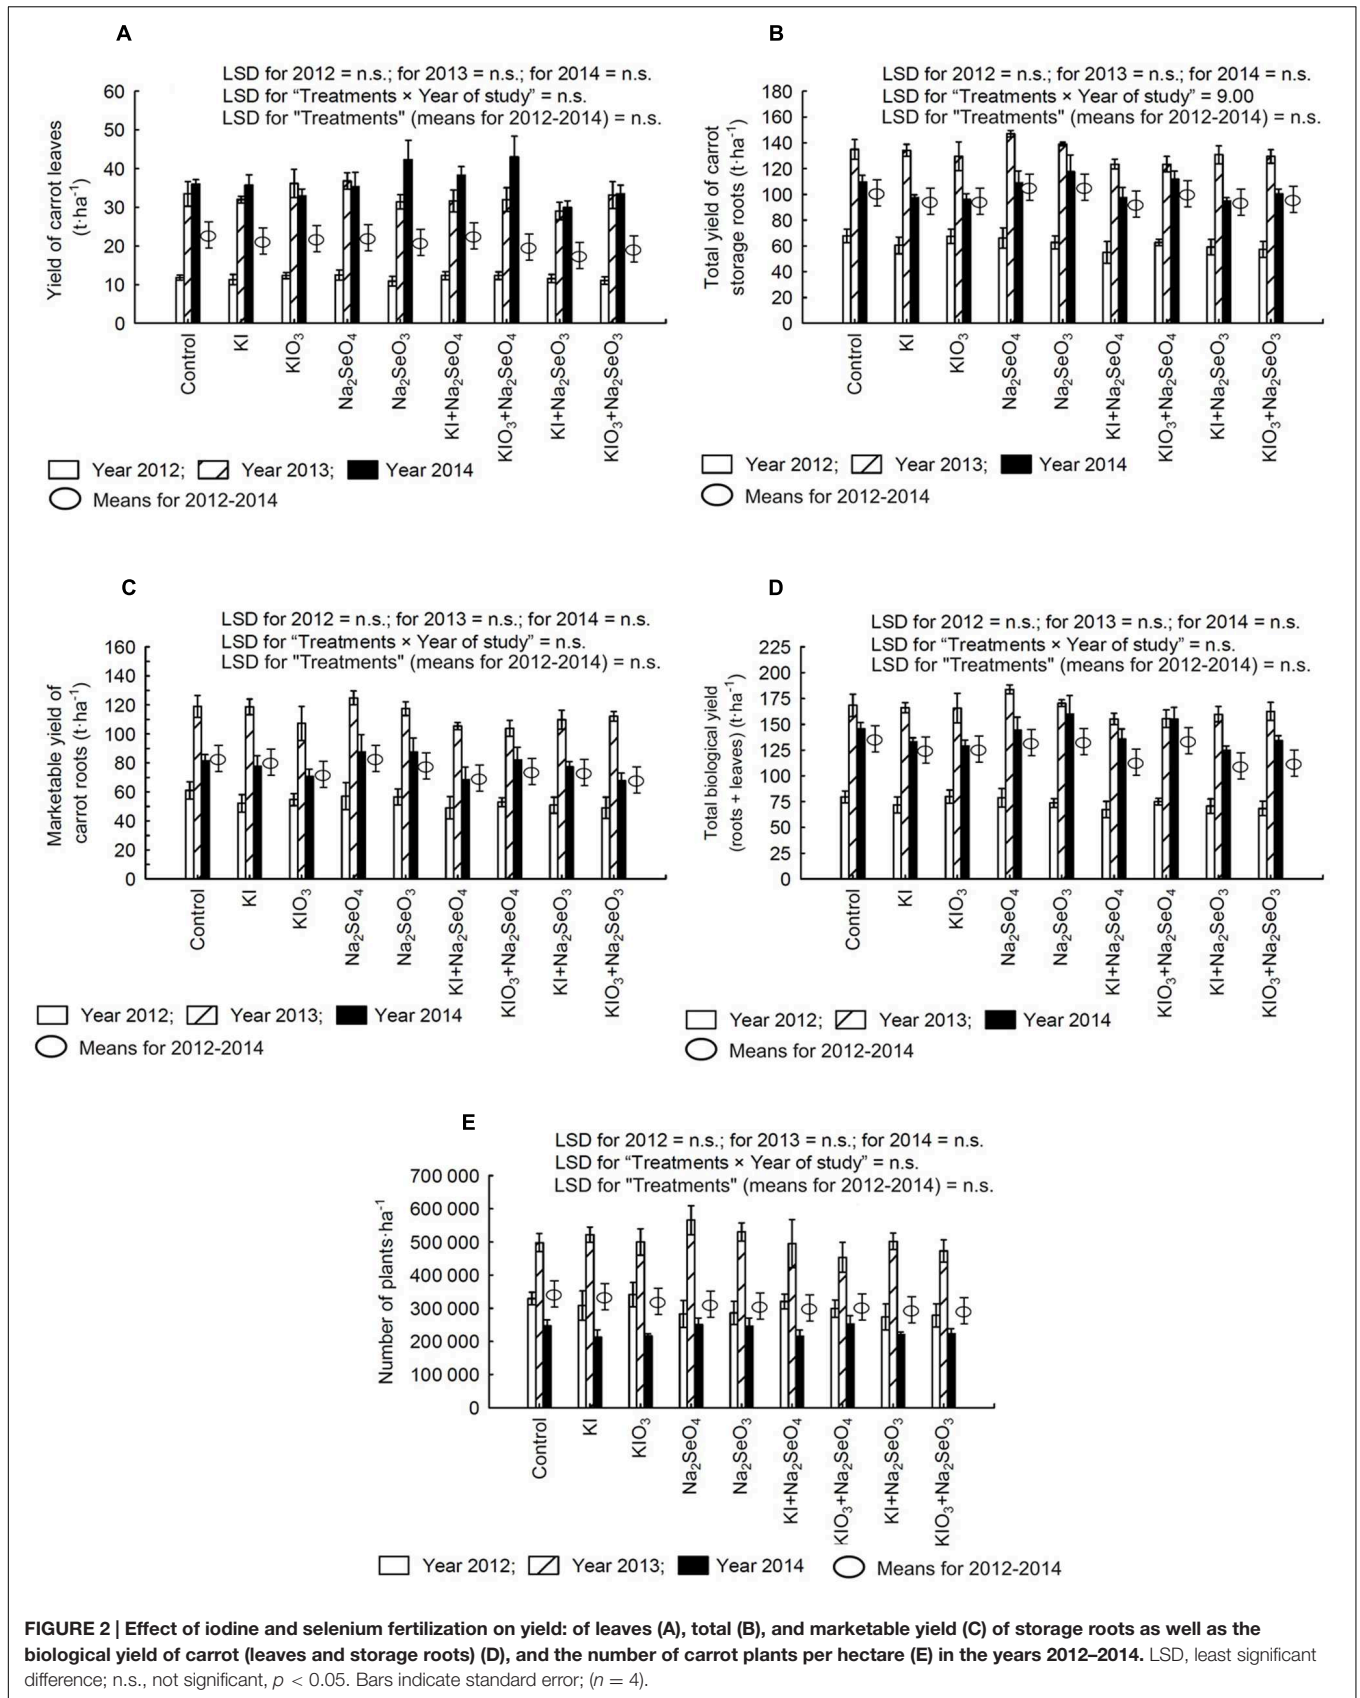 A
LSD for 2012 = n.s.; for 2013 = n.s.; for 2014 = n.s.
LSD for “Treatments × Year of study” = n.s.
LSD for "Treatments" (means for 2012-2014) = n.s.
Yield of carrot leaves
(t·ha⁻¹)
60
50
40
30
20
10
0
Control
KI
KIO₃
Na₂SeO₄
Na₂SeO₃
KI+Na₂SeO₄
KIO₃+Na₂SeO₄
KI+Na₂SeO₃
KIO₃+Na₂SeO₃
Year 2012; Year 2013; Year 2014
Means for 2012-2014
B
LSD for 2012 = n.s.; for 2013 = n.s.; for 2014 = n.s.
LSD for “Treatments × Year of study” = 9.00
LSD for "Treatments" (means for 2012-2014) = n.s.
Total yield of carrot
storage roots (t·ha⁻¹)
180
160
140
120
100
80
60
40
20
0
Control
KI
KIO₃
Na₂SeO₄
Na₂SeO₃
KI+Na₂SeO₄
KIO₃+Na₂SeO₄
KI+Na₂SeO₃
KIO₃+Na₂SeO₃
Year 2012; Year 2013; Year 2014
Means for 2012-2014
C
LSD for 2012 = n.s.; for 2013 = n.s.; for 2014 = n.s.
LSD for “Treatments × Year of study” = n.s.
LSD for "Treatments" (means for 2012-2014) = n.s.
Marketable yield of
carrot roots (t·ha⁻¹)
160
140
120
100
80
60
40
20
0
Control
KI
KIO₃
Na₂SeO₄
Na₂SeO₃
KI+Na₂SeO₄
KIO₃+Na₂SeO₄
KI+Na₂SeO₃
KIO₃+Na₂SeO₃
Year 2012; Year 2013; Year 2014
Means for 2012-2014
D
LSD for 2012 = n.s.; for 2013 = n.s.; for 2014 = n.s.
LSD for “Treatments × Year of study” = n.s.
LSD for "Treatments" (means for 2012-2014) = n.s.
Total biological yield
(roots + leaves) (t·ha⁻¹)
225
200
175
150
125
100
75
50
25
0
Control
KI
KIO₃
Na₂SeO₄
Na₂SeO₃
KI+Na₂SeO₄
KIO₃+Na₂SeO₄
KI+Na₂SeO₃
KIO₃+Na₂SeO₃
Year 2012; Year 2013; Year 2014
Means for 2012-2014
E
LSD for 2012 = n.s.; for 2013 = n.s.; for 2014 = n.s.
LSD for “Treatments × Year of study” = n.s.
LSD for "Treatments" (means for 2012-2014) = n.s.
Number of plants·ha⁻¹
700 000
600 000
500 000
400 000
300 000
200 000
100 000
0
Control
KI
KIO₃
Na₂SeO₄
Na₂SeO₃
KI+Na₂SeO₄
KIO₃+Na₂SeO₄
KI+Na₂SeO₃
KIO₃+Na₂SeO₃
Year 2012; Year 2013; Year 2014 Means for 2012-2014
FIGURE 2 | Effect of iodine and selenium fertilization on yield: of leaves (A), total (B), and marketable yield (C) of storage roots as well as the
biological yield of carrot (leaves and storage roots) (D), and the number of carrot plants per hectare (E) in the years 2012–2014. LSD, least significant
difference; n.s., not significant, p < 0.05. Bars indicate standard error; (n = 4).